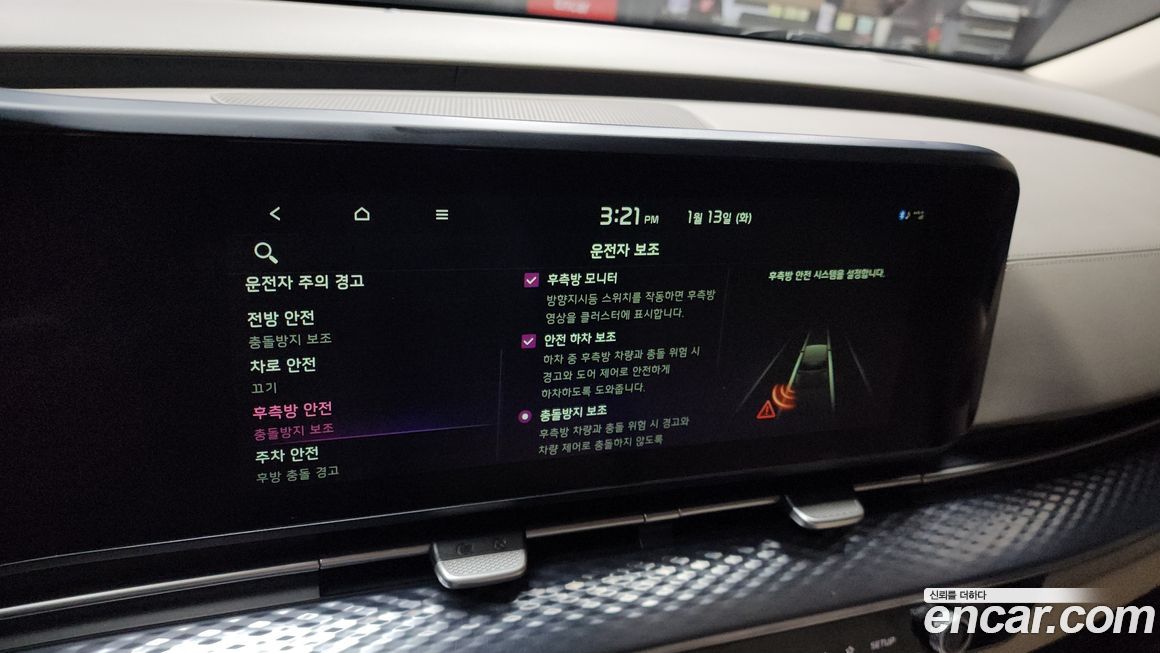 encar
3:21 PM 1월 13일 (화)
운전자 보조
운전자 주의 경고
전방 안전
충돌방지 보조
차로 안전
끄기
후측방 안전
충돌방지 보조
주차 안전
후방 충돌 경고
후측방 모니터
방향지시등 스위치를 작동하면 후측방
영상을 클러스터에 표시합니다.
안전 하차 보조
하차 중 후측방 차량과 충돌 위험 시
경고와 도어 제어로 안전하게
하차하도록 도와줍니다.
충돌방지 보조
후측방 차량과 충돌 위험 시 경고와
차량 제어로 충돌하지 않도록
후측방 안전 시스템을 설정합니다.
SETUP
신뢰를 더하다
encar.com